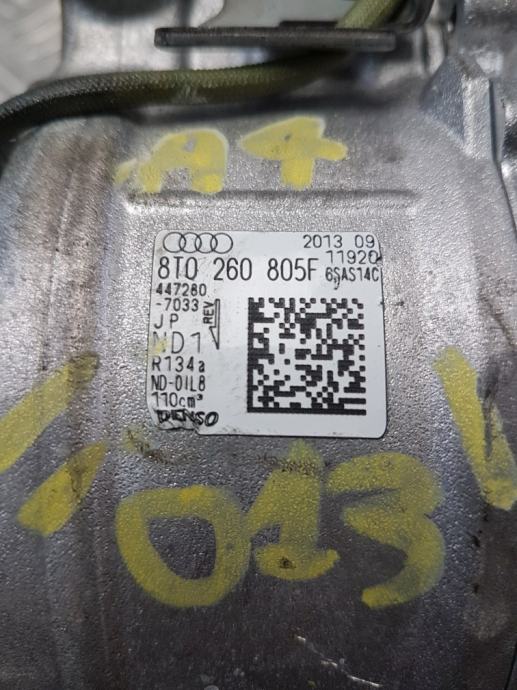 A4
2013 09
11920
8T0 260 805F 6SAS14C
447280
-7033
REV
JP
ND1
R134a
ND-OIL8
110cm³
DENSO
013